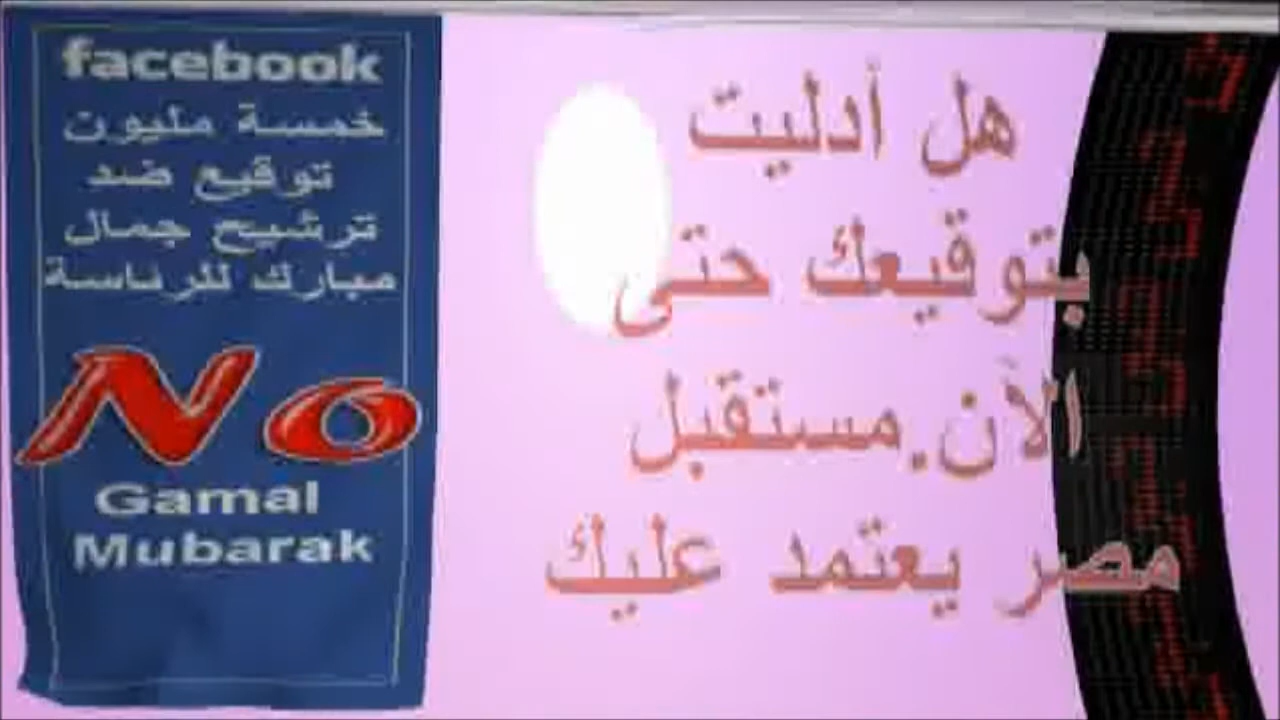 facebook
خمسة مليون
توقيع ضد
ترشيح جمال
مبارك للرئاسة
No
Gamal
Mubarak
هل أدليت
بتوقيعك حتى
الآن.مستقبل
مصر يعتمد عليك